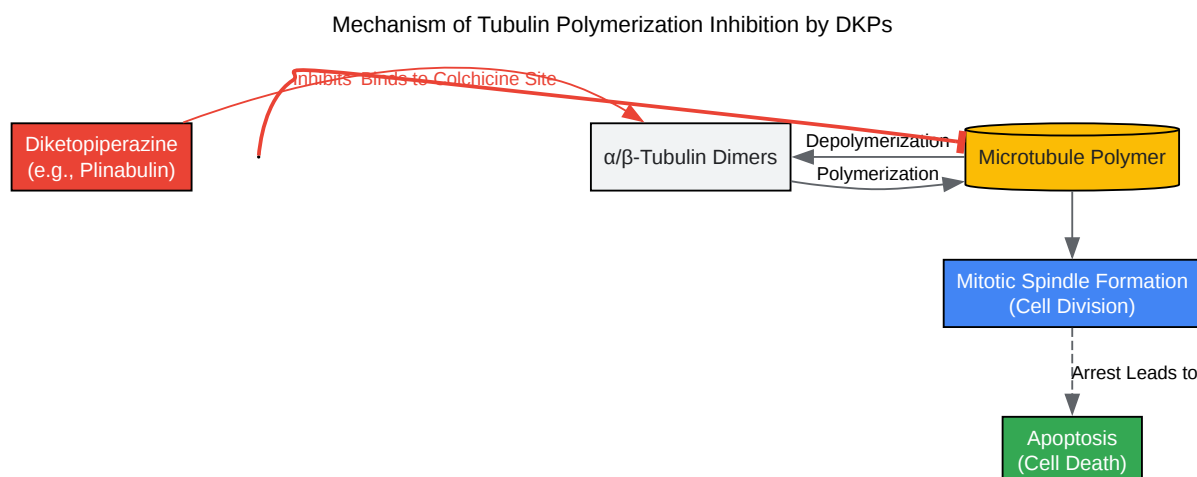 Mechanism of Tubulin Polymerization Inhibition by DKPs
Inhibits Binds to Colchicine Site
Diketopiperazine
(e.g., Plinabulin)
α/β-Tubulin Dimers
Depolymerization
Polymerization
Microtubule Polymer
Mitotic Spindle Formation
(Cell Division)
Arrest Leads to
Apoptosis
(Cell Death)